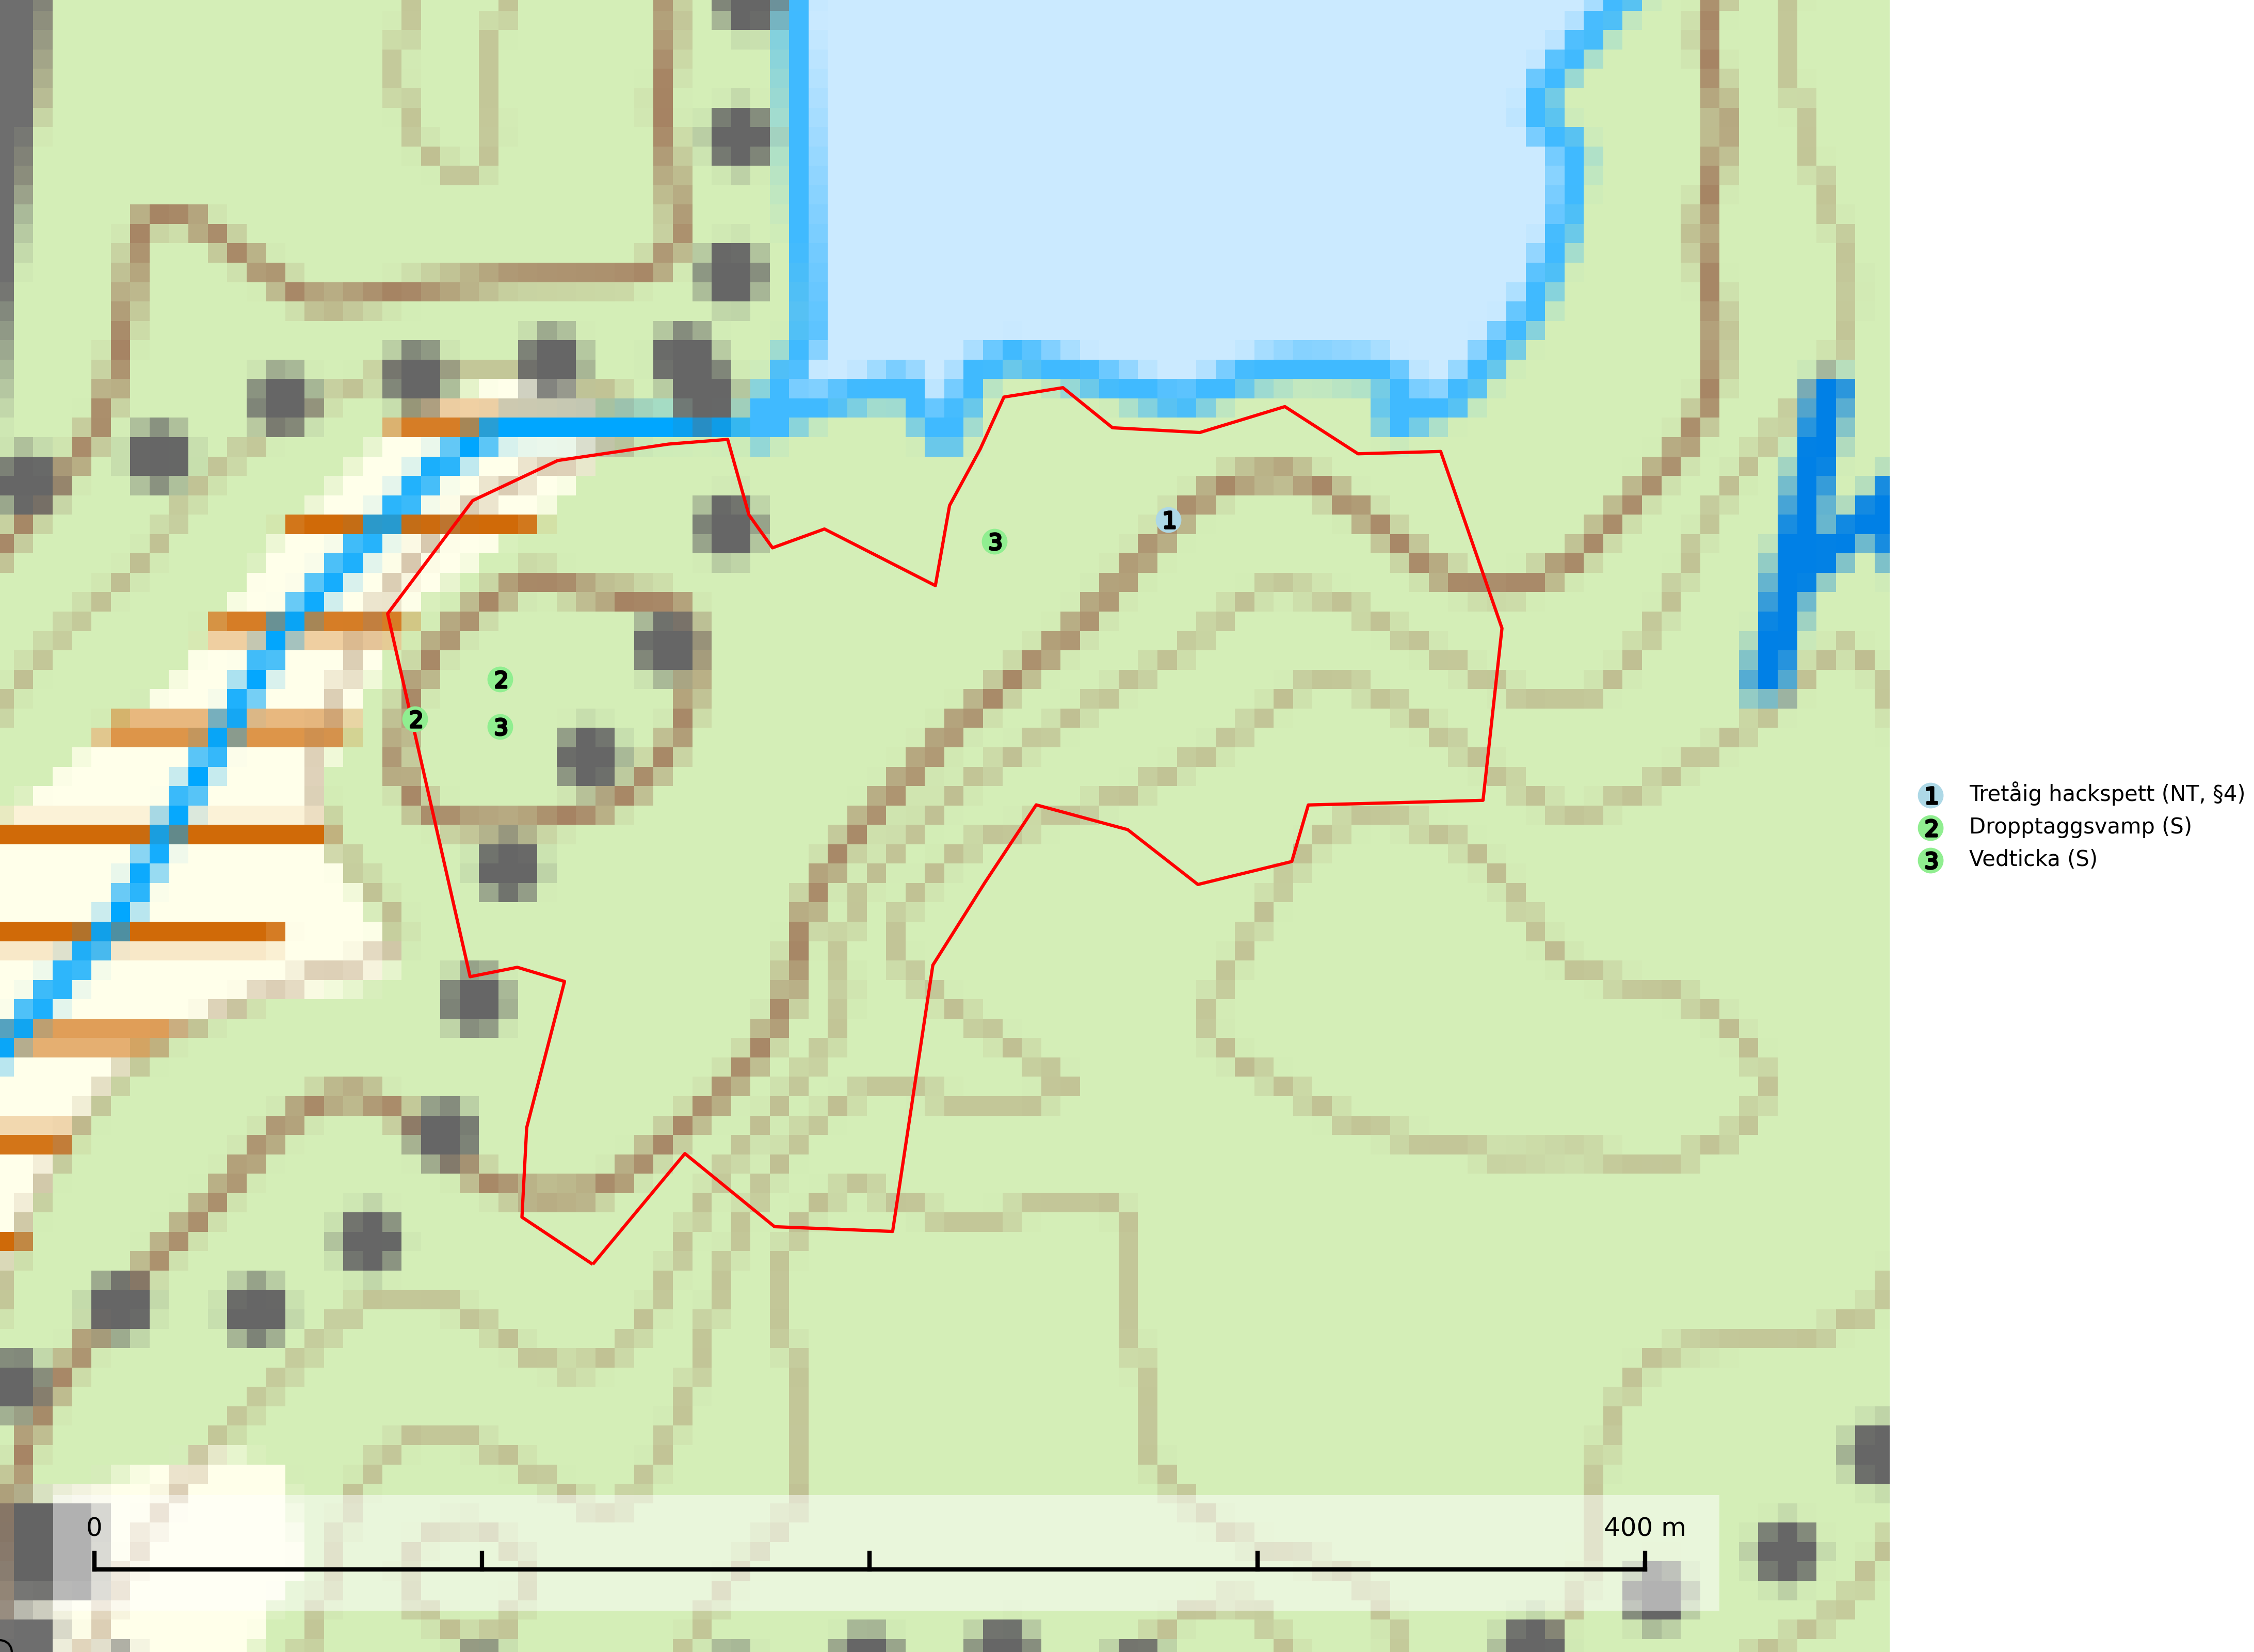 1
3
2
2
3
1 Tretåig hackspett (NT, §4)
2 Dropptaggsvamp (S)
3 Vedticka (S)
0 400 m